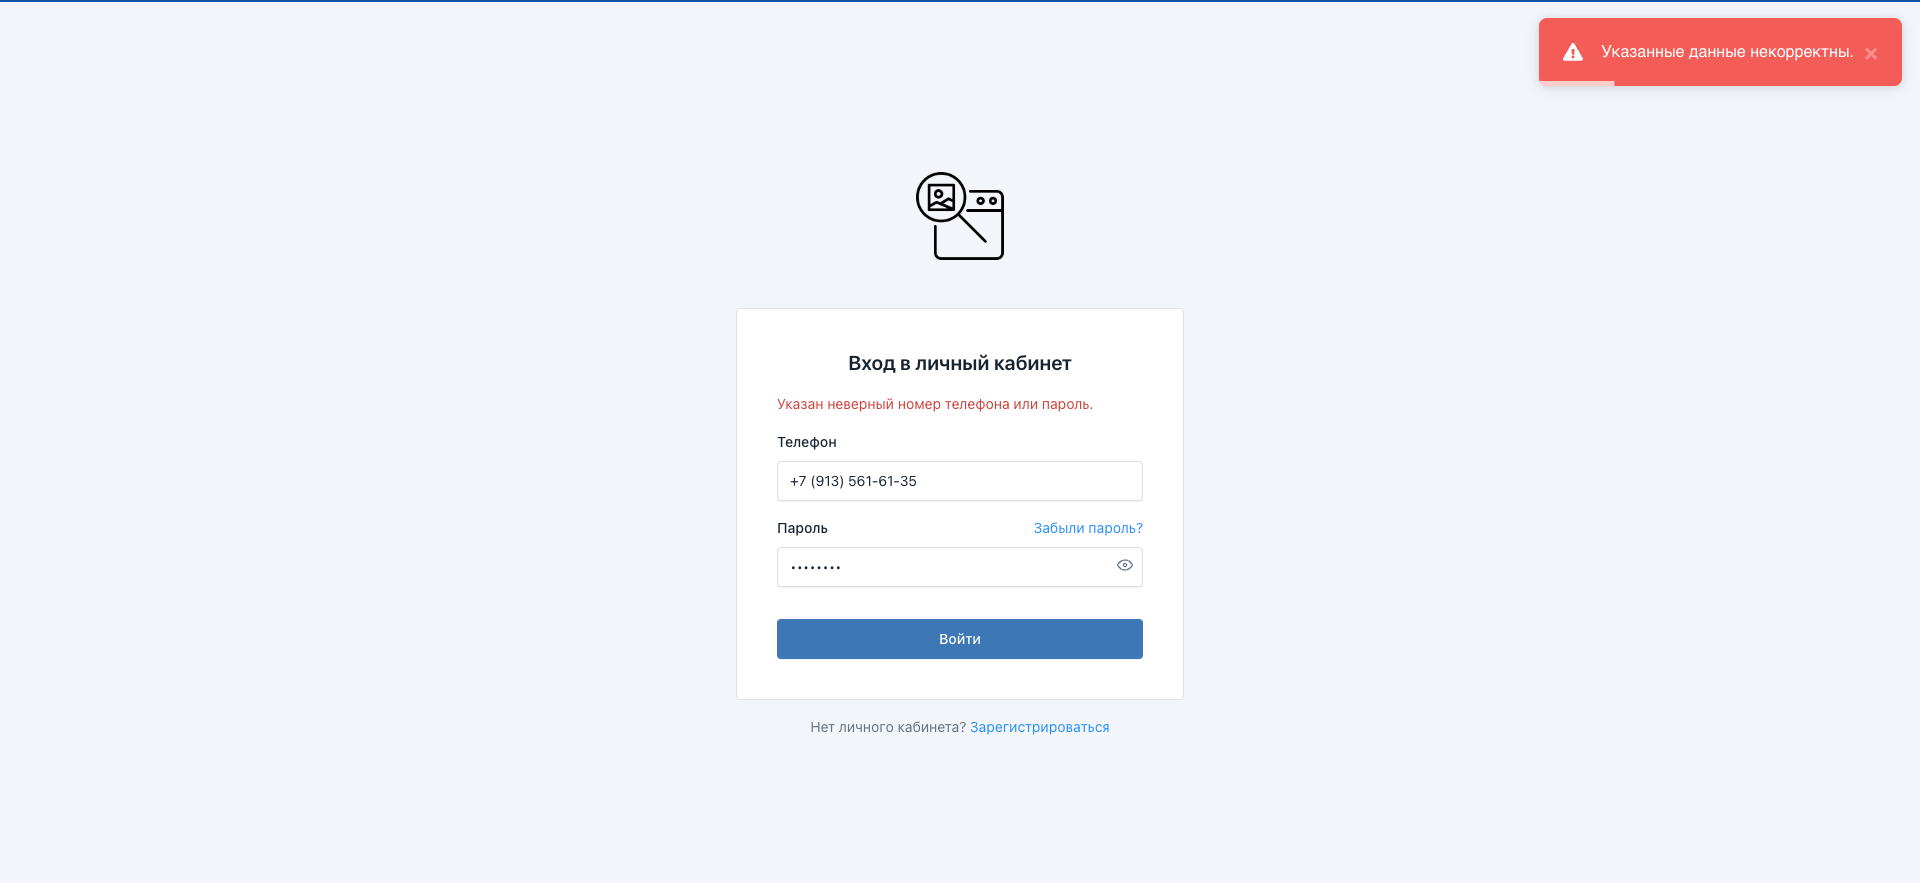 Указанные данные некорректны.
Вход в личный кабинет
Указан неверный номер телефона или пароль.
Телефон
+7 (913) 561-61-35
Пароль
Забыли пароль?
••••••••
Войти
Нет личного кабинета? Зарегистрироваться